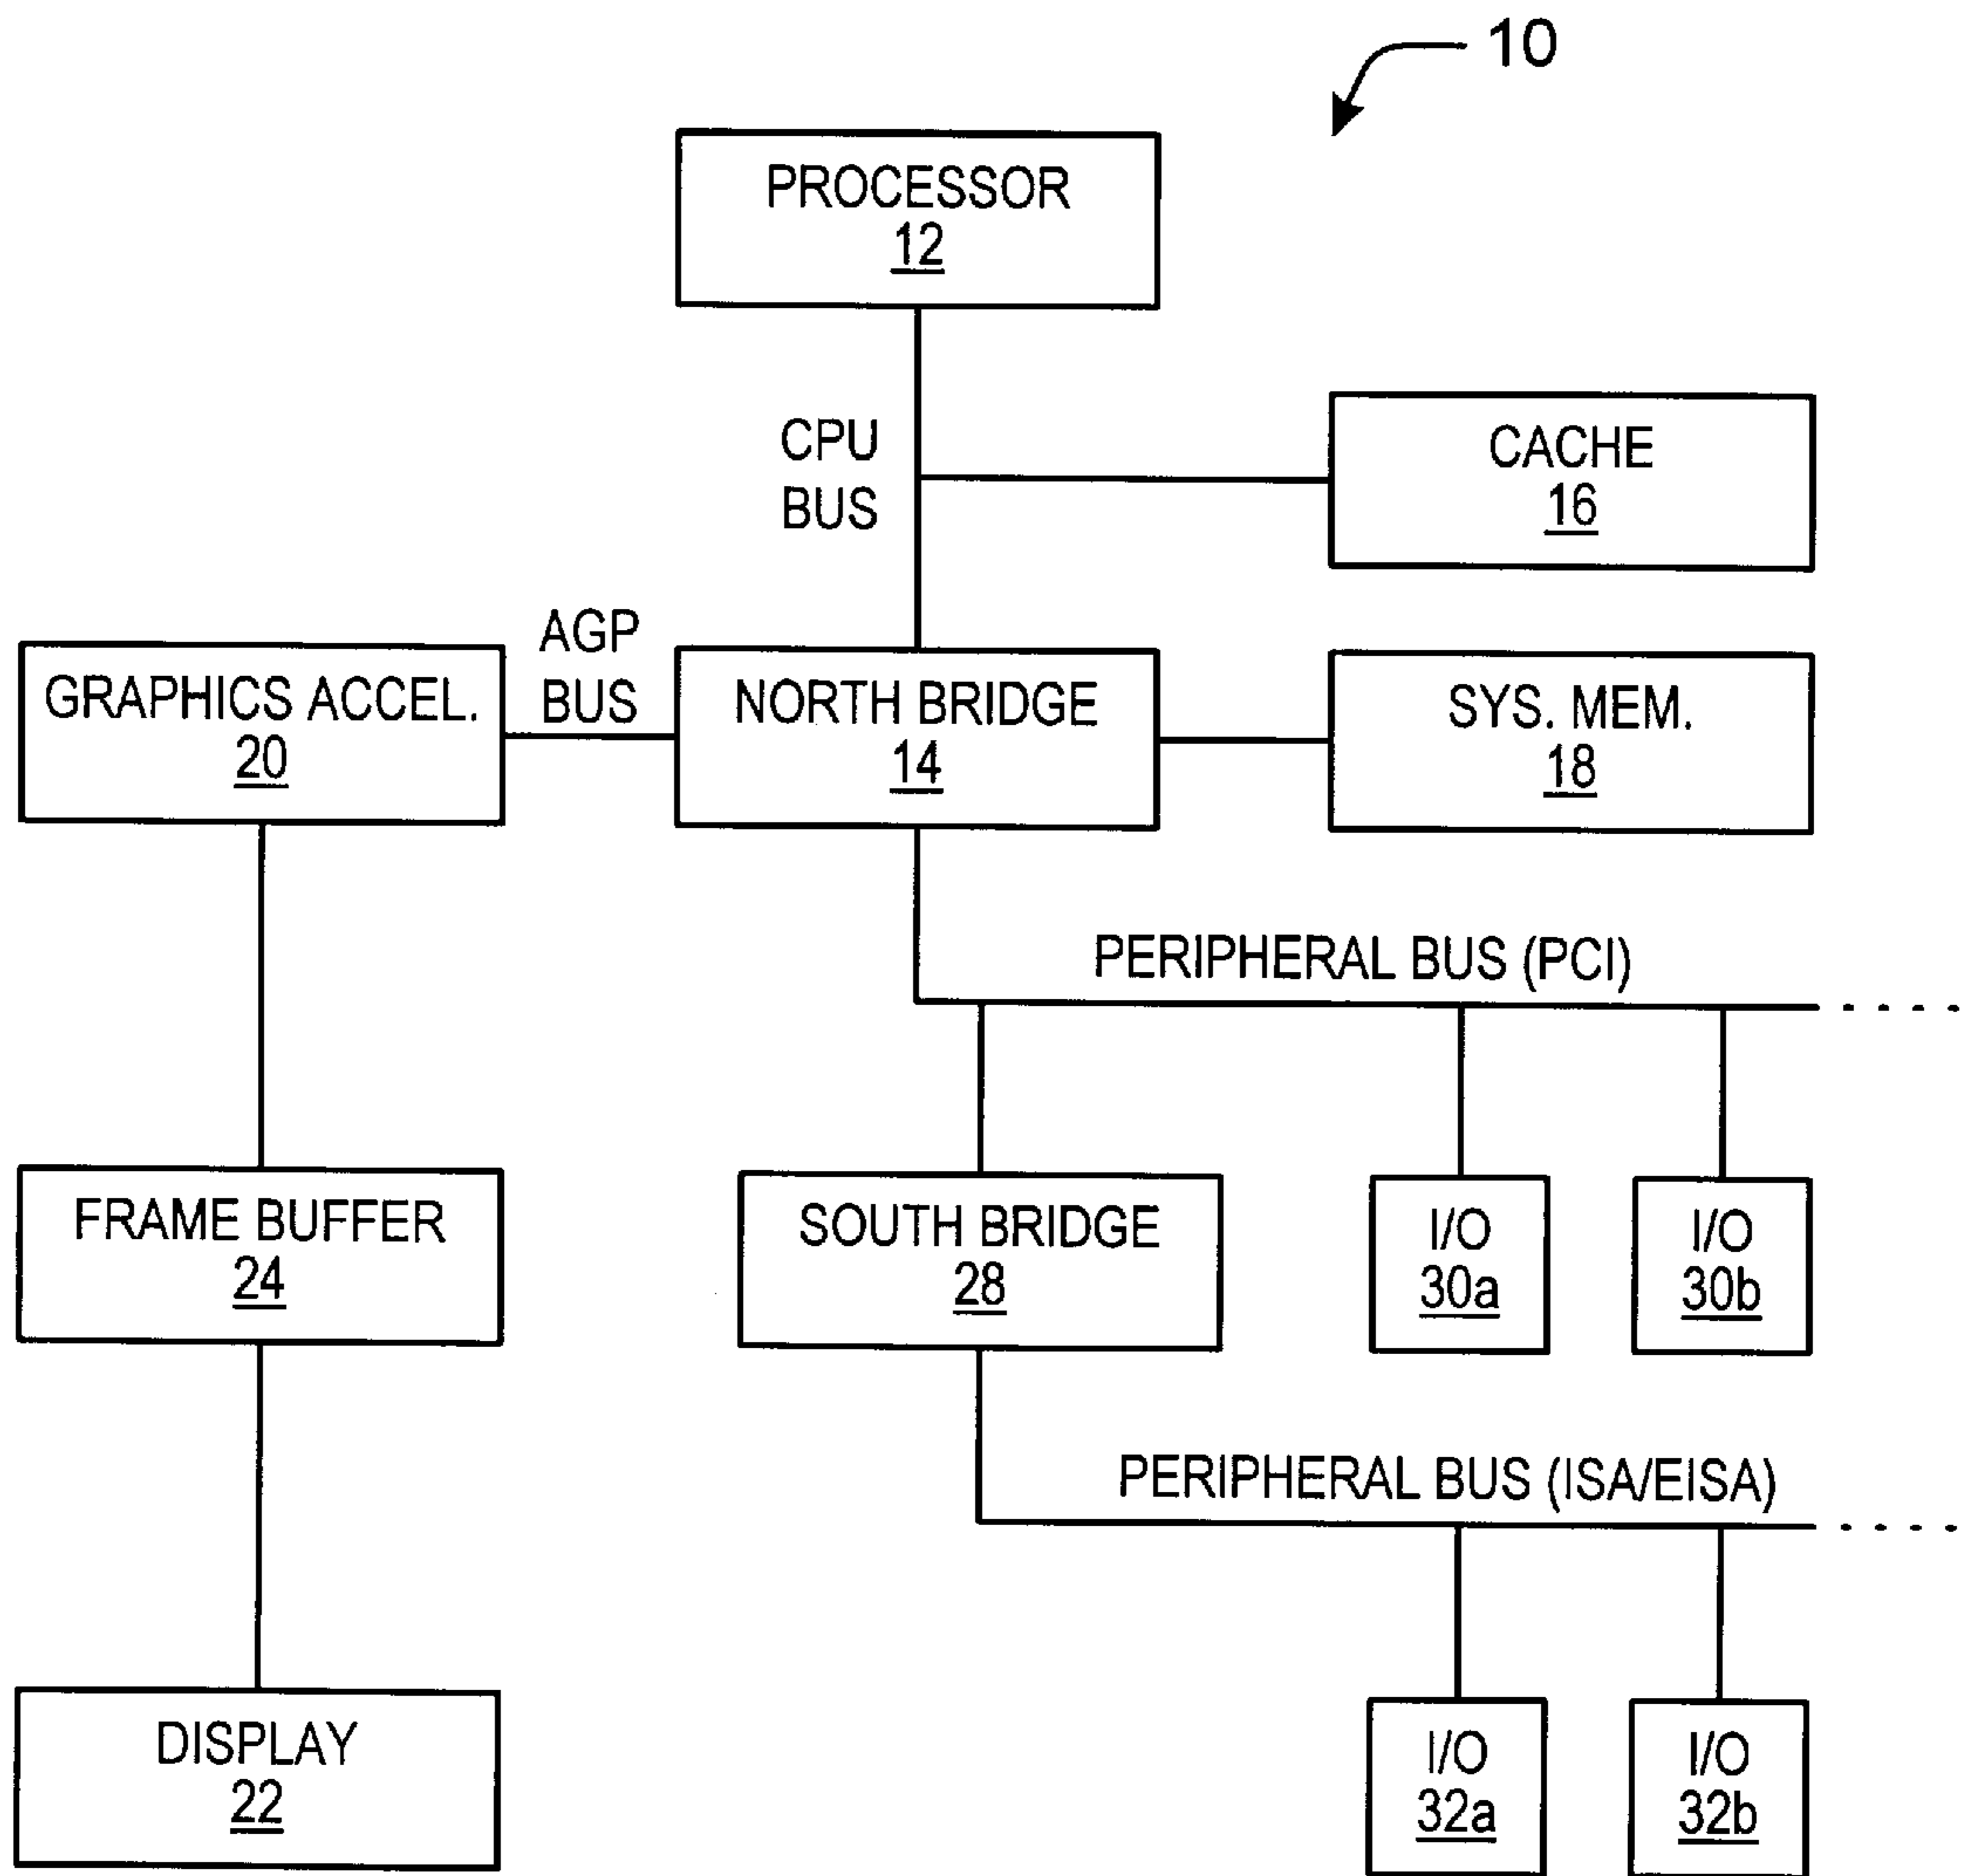 10
PROCESSOR
12
CPU
BUS
CACHE
16
AGP
BUS
GRAPHICS ACCEL.
20
NORTH BRIDGE
14
SYS. MEM.
18
PERIPHERAL BUS (PCI)
FRAME BUFFER
24
SOUTH BRIDGE
28
I/O
30a
I/O
30b
PERIPHERAL BUS (ISA/EISA)
DISPLAY
22
I/O
32a
I/O
32b